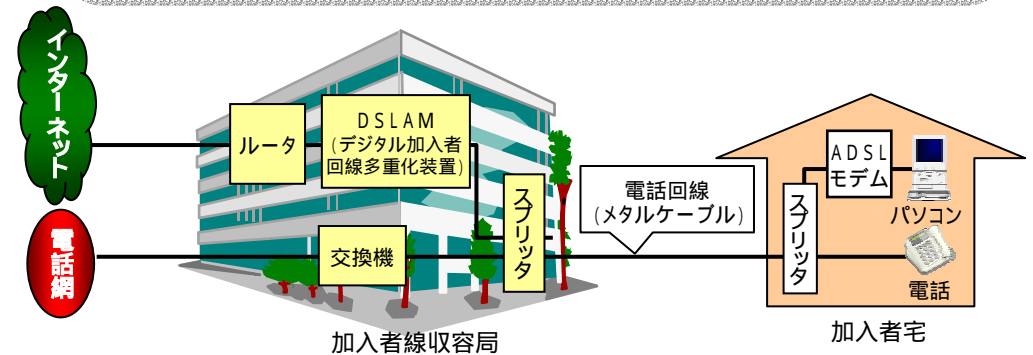 インターネット
電話網
ルータ
DSLAM
(デジタル加入者
回線多重化装置)
交換機
スプリッタ
電話回線
(メタルケーブル)
スプリッタ
ADSL
モデム
パソコン
電話
加入者線収容局
加入者宅